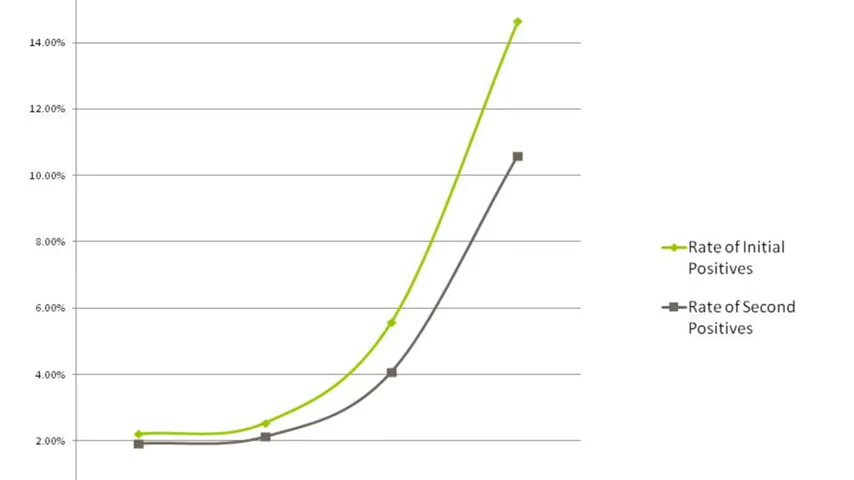 14.00%
12.00%
10.00%
8.00%
6.00%
4.00%
2.00%
Rate of Initial
Positives
Rate of Second
Positives